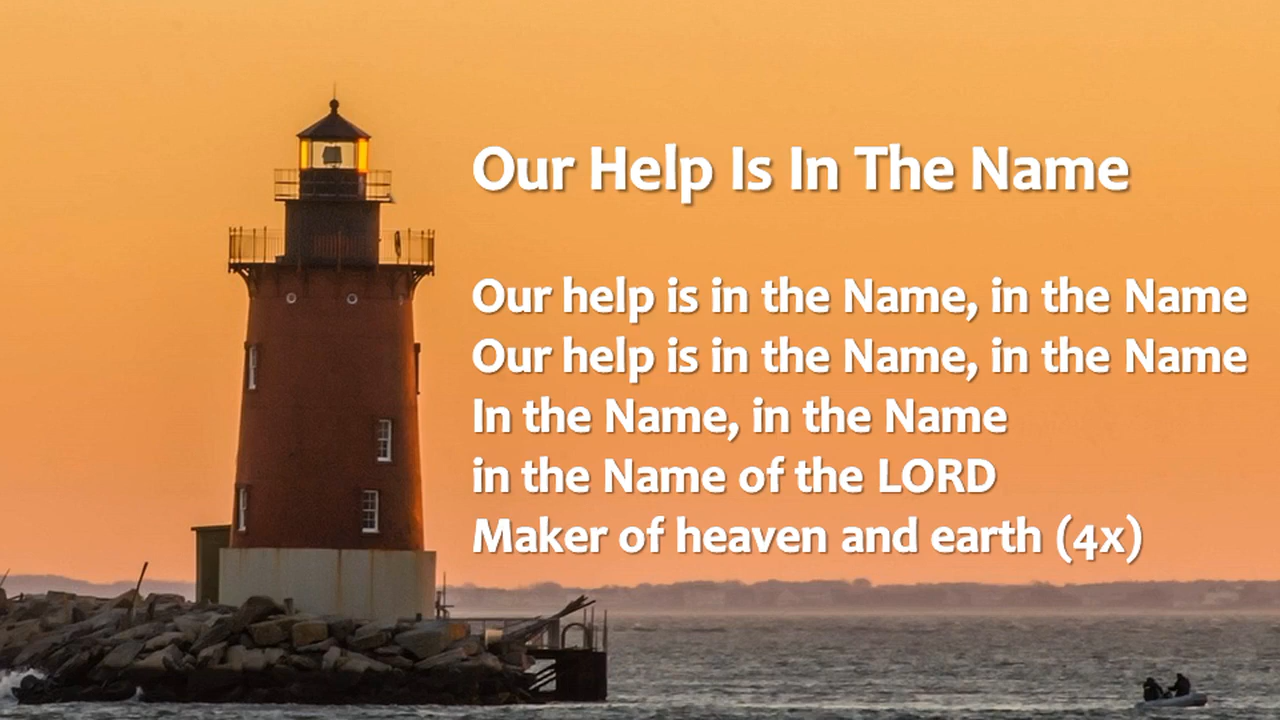 Our Help Is In The Name
Our help is in the Name, in the Name
Our help is in the Name, in the Name
In the Name, in the Name
in the Name of the LORD
Maker of heaven and earth (4x)